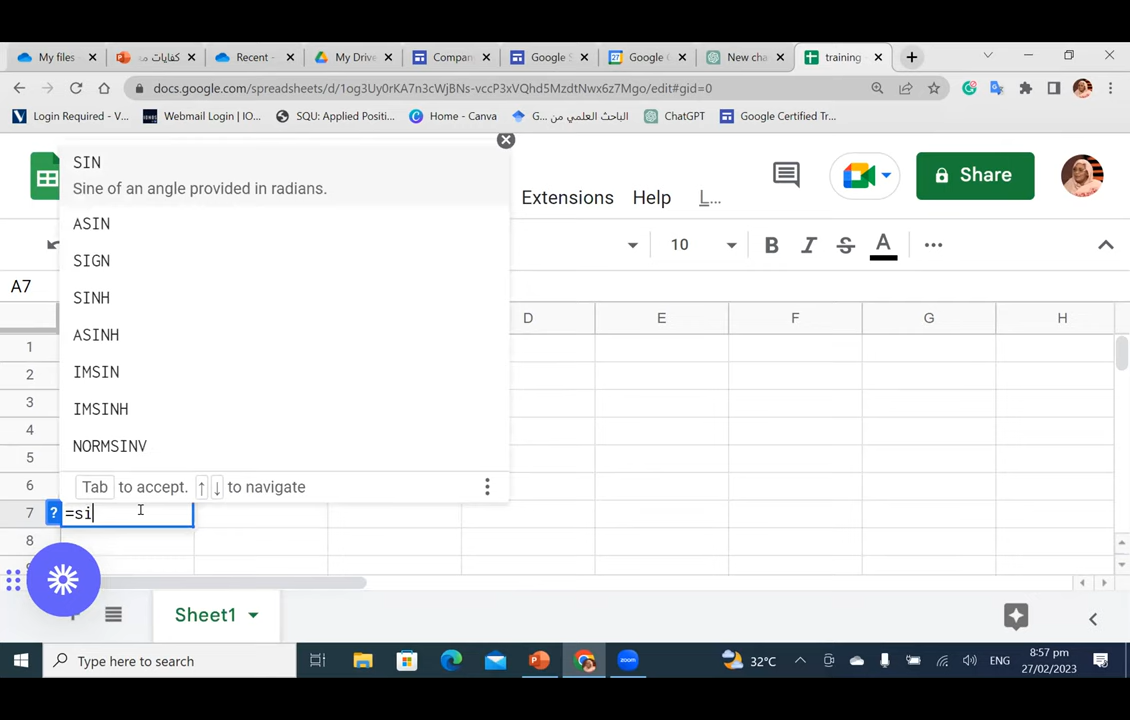 My files
كفايات مد
Recent -
My Drive
Compan
Google S
Google C
New cha
training
docs.google.com/spreadsheets/d/1og3Uy0rKA7n3cWjBNs-vccP3xVQhd5MzdtNwx6z7Mgo/edit#gid=0
Login Required - V...
Webmail Login | IO...
SQU: Applied Positi...
Home - Canva
الباحث العلمي من G...
ChatGPT
Google Certified Tr...
SIN
Sine of an angle provided in radians.
ASIN
SIGN
SINH
ASINH
IMSIN
IMSINH
NORMSINV
Tab to accept. ↑ ↓ to navigate
Extensions Help L...
Share
10 B I S A
A7
D E F G H
1
2
3
4
5
6
7 ? =si
8
Sheet1
Type here to search
zoom
32°C
ENG
8:57 pm
27/02/2023